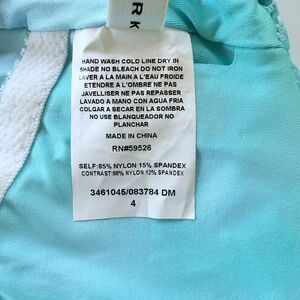 RK
HAND WASH COLD LINE DRY IN
SHADE NO BLEACH DO NOT IRON
LAVER A LA MAIN A L'EAU FROIDE
ETENDRE A L'OMBRE NE PAS
JAVELLISER NE PAS REPASSER
LAVADO A MANO CON AGUA FRIA
COLGAR A SECAR EN LA SOMBRA
NO USE BLANQUEADOR NO
PLANCHAR
MADE IN CHINA
RN#59526
SELF:85% NYLON 15% SPANDEX
CONTRAST:88% NYLON 12% SPANDEX
3461045/083784 DM
4